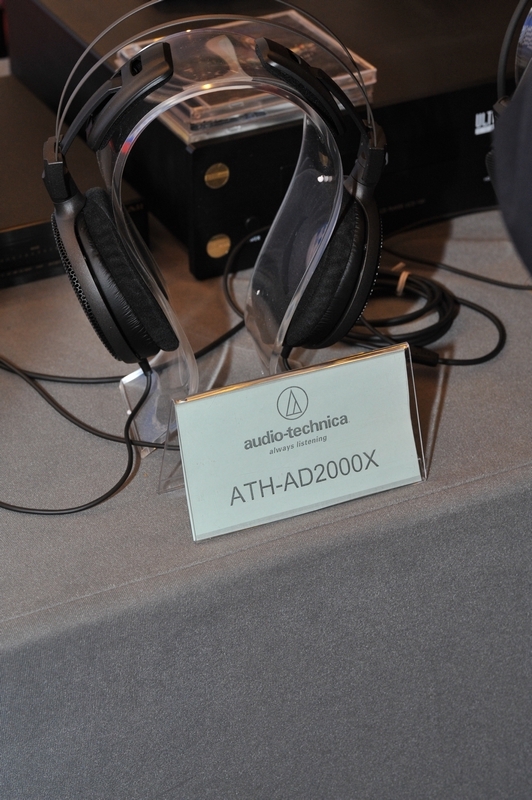 audio-technica
always listening
ATH-AD2000X